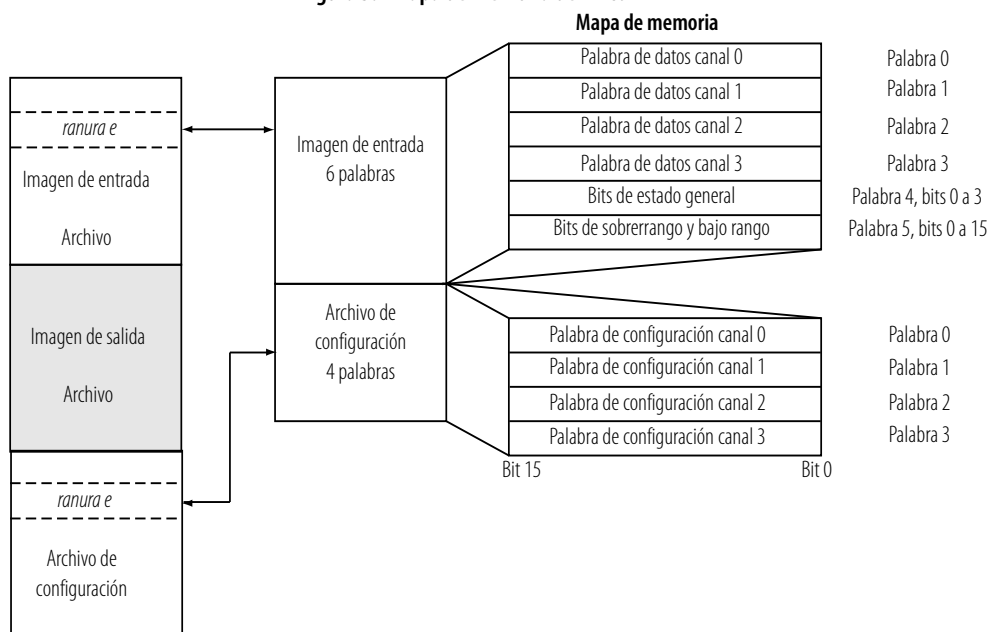 Mapa de memoria
ranura e
Imagen de entrada
Archivo
Imagen de salida
Archivo
ranura e
Archivo de
configuración
Imagen de entrada
6 palabras
Archivo de
configuración
4 palabras
Palabra de datos canal 0 Palabra 0
Palabra de datos canal 1 Palabra 1
Palabra de datos canal 2 Palabra 2
Palabra de datos canal 3 Palabra 3
Bits de estado general Palabra 4, bits 0 a 3
Bits de sobrerrango y bajo rango Palabra 5, bits 0 a 15
Palabra de configuración canal 0 Palabra 0
Palabra de configuración canal 1 Palabra 1
Palabra de configuración canal 2 Palabra 2
Palabra de configuración canal 3 Palabra 3
Bit 15 Bit 0